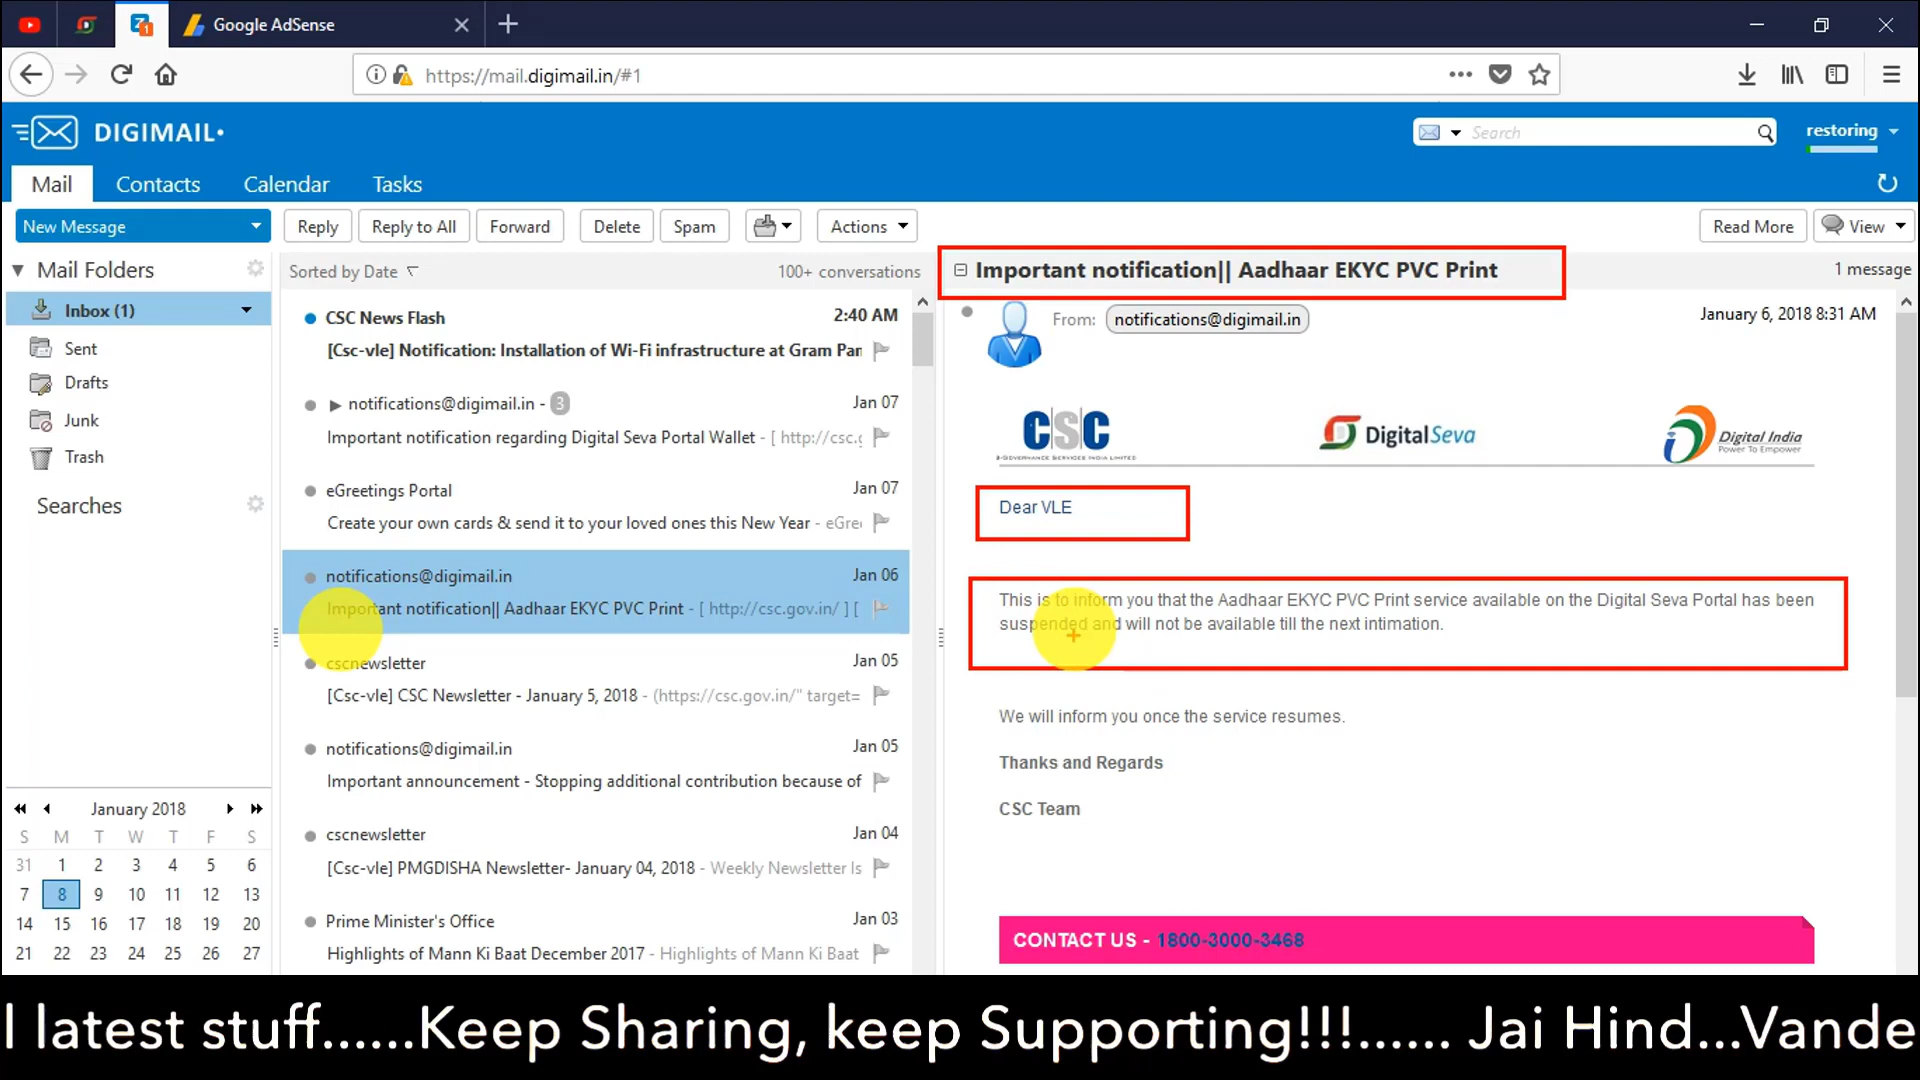 Google AdSense
https://mail.digimail.in/#1
DIGIMAIL
Search
restoring
Mail Contacts Calendar Tasks
New Message
Reply Reply to All Forward Delete Spam Actions Read More View
Mail Folders
Inbox (1)
Sent
Drafts
Junk
Trash
Searches
January 2018
S M T W T F S
31 1 2 3 4 5 6
7 8 9 10 11 12 13
14 15 16 17 18 19 20
21 22 23 24 25 26 27
Sorted by Date 100+ conversations
CSC News Flash 2:40 AM
[Csc-vle] Notification: Installation of Wi-Fi infrastructure at Gram Pan
notifications@digimail.in - 3 Jan 07
Important notification regarding Digital Seva Portal Wallet - [ http://csc.g
eGreetings Portal Jan 07
Create your own cards & send it to your loved ones this New Year - eGree
notifications@digimail.in Jan 06
Important notification|| Aadhaar EKYC PVC Print - [ http://csc.gov.in/ ] [
cscnewsletter Jan 05
[Csc-vle] CSC Newsletter - January 5, 2018 - (https://csc.gov.in/" target=
notifications@digimail.in Jan 05
Important announcement - Stopping additional contribution because of
cscnewsletter Jan 04
[Csc-vle] PMGDISHA Newsletter- January 04, 2018 - Weekly Newsletter Is
Prime Minister's Office Jan 03
Highlights of Mann Ki Baat December 2017 - Highlights of Mann Ki Baat
Important notification|| Aadhaar EKYC PVC Print
1 message
From: notifications@digimail.in January 6, 2018 8:31 AM
CSC
E-GOVERNANCE SERVICES INDIA LIMITED
DigitalSeva
Digital India
Power To Empower
Dear VLE
This is to inform you that the Aadhaar EKYC PVC Print service available on the Digital Seva Portal has been
suspended and will not be available till the next intimation.
We will inform you once the service resumes.
Thanks and Regards
CSC Team
CONTACT US - 1800-3000-3468
l latest stuff......Keep Sharing, keep Supporting!!!...... Jai Hind...Vande